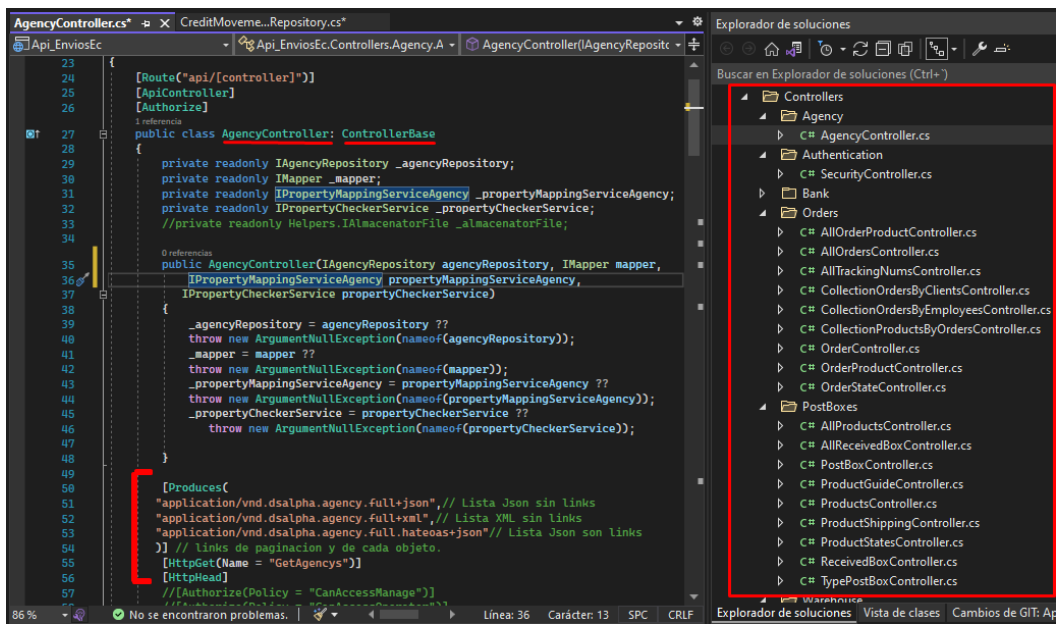 AgencyController.cs*
CreditMoveme...Repository.cs*
Api_EnviosEc
Api_EnviosEc.Controllers.Agency.A
AgencyController(IAgencyReposito
23 {
24 [Route("api/[controller]")]
25 [ApiController]
26 [Authorize]
1 referencia
27 public class AgencyController: ControllerBase
28 {
29 private readonly IAgencyRepository _agencyRepository;
30 private readonly IMapper _mapper;
31 private readonly IPropertyMappingServiceAgency _propertyMappingServiceAgency;
32 private readonly IPropertyCheckerService _propertyCheckerService;
33 //private readonly Helpers.IAlmacenatorFile _almacenatorFile;
34
0 referencias
35 public AgencyController(IAgencyRepository agencyRepository, IMapper mapper,
36 IPropertyMappingServiceAgency propertyMappingServiceAgency,
37 IPropertyCheckerService propertyCheckerService)
38 {
39 _agencyRepository = agencyRepository ??
40 throw new ArgumentNullException(nameof(agencyRepository));
41 _mapper = mapper ??
42 throw new ArgumentNullException(nameof(mapper));
43 _propertyMappingServiceAgency = propertyMappingServiceAgency ??
44 throw new ArgumentNullException(nameof(propertyMappingServiceAgency));
45 _propertyCheckerService = propertyCheckerService ??
46 throw new ArgumentNullException(nameof(propertyCheckerService));
47
48 }
49
50 [Produces(
51 "application/vnd.dsalpha.agency.full+json",// Lista Json sin links
52 "application/vnd.dsalpha.agency.full+xml",// Lista XML sin links
53 "application/vnd.dsalpha.agency.full.hateoas+json"// Lista Json son links
54 )] // links de paginacion y de cada objeto.
55 [HttpGet(Name = "GetAgencys")]
56 [HttpHead]
57 //[Authorize(Policy = "CanAccessManage")]
86 %
No se encontraron problemas.
Línea: 36
Carácter: 13
SPC
CRLF
Explorador de soluciones
Buscar en Explorador de soluciones (Ctrl+¨)
Controllers
Agency
C# AgencyController.cs
Authentication
C# SecurityController.cs
Bank
Orders
C# AllOrderProductController.cs
C# AllOrdersController.cs
C# AllTrackingNumsController.cs
C# CollectionOrdersByClientsController.cs
C# CollectionOrdersByEmployeesController.cs
C# CollectionProductsByOrdersController.cs
C# OrderController.cs
C# OrderProductController.cs
C# OrderStateController.cs
PostBoxes
C# AllProductsController.cs
C# AllReceivedBoxController.cs
C# PostBoxController.cs
C# ProductGuideController.cs
C# ProductsController.cs
C# ProductShippingController.cs
C# ProductStatesController.cs
C# ReceivedBoxController.cs
C# TypePostBoxController.cs
Warehouse
Explorador de soluciones
Vista de clases
Cambios de GIT: Ap